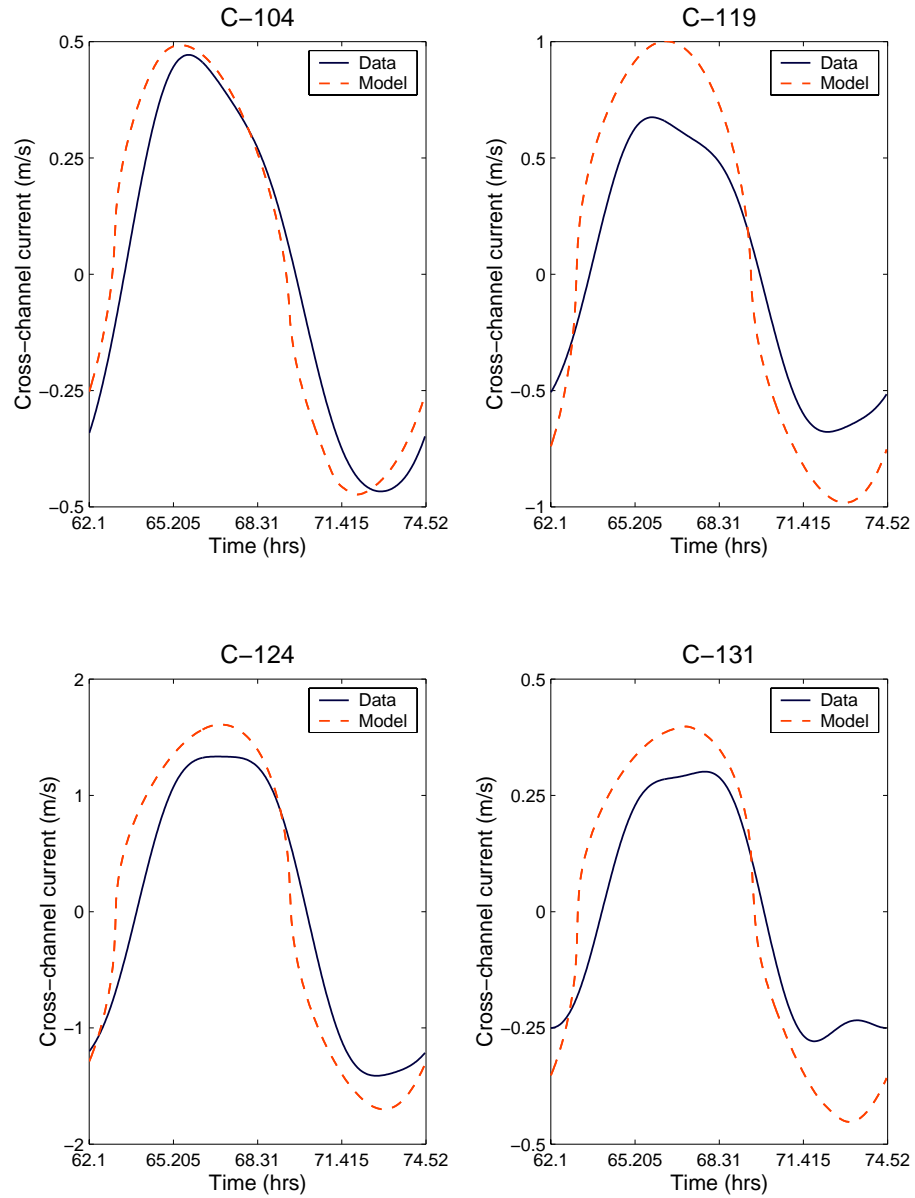 C−104
Cross−channel current (m/s)
0.5
0.25
0
−0.25
−0.5
Data
Model
62.1 65.205 68.31 71.415 74.52
Time (hrs)
C−119
Cross−channel current (m/s)
1
0.5
0
−0.5
−1
Data
Model
62.1 65.205 68.31 71.415 74.52
Time (hrs)
C−124
Cross−channel current (m/s)
2
1
0
−1
−2
Data
Model
62.1 65.205 68.31 71.415 74.52
Time (hrs)
C−131
Cross−channel current (m/s)
0.5
0.25
0
−0.25
−0.5
Data
Model
62.1 65.205 68.31 71.415 74.52
Time (hrs)